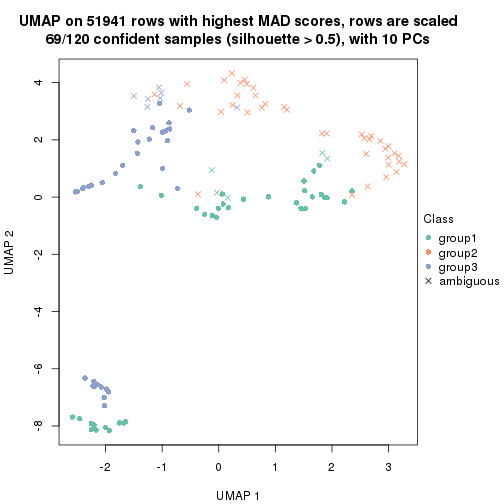 UMAP on 51941 rows with highest MAD scores, rows are scaled
69/120 confident samples (silhouette > 0.5), with 10 PCs
4
2
0
-2
-4
-6
-8
UMAP 2
-2
-1
0
1
2
3
UMAP 1
Class
group1
group2
group3
ambiguous